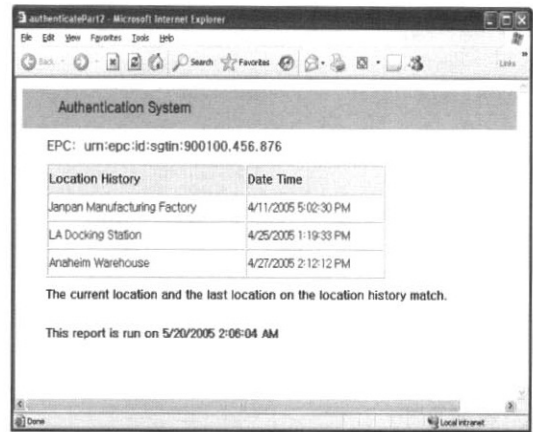 authenticatePart7 - Microsoft Internet Explorer
File Edit View Favorites Tools Help
Back Search Favorites Links
Authentication System
EPC: urn:epc:id:sgtin:900100.456.876
Location History Date Time
Janpan Manufacturing Factory 4/11/2005 5:02:30 PM
LA Docking Station 4/25/2005 1:19:33 PM
Anaheim Warehouse 4/27/2005 2:12:12 PM
The current location and the last location on the location history match.
This report is run on 5/20/2005 2:06:04 AM
Done Local intranet